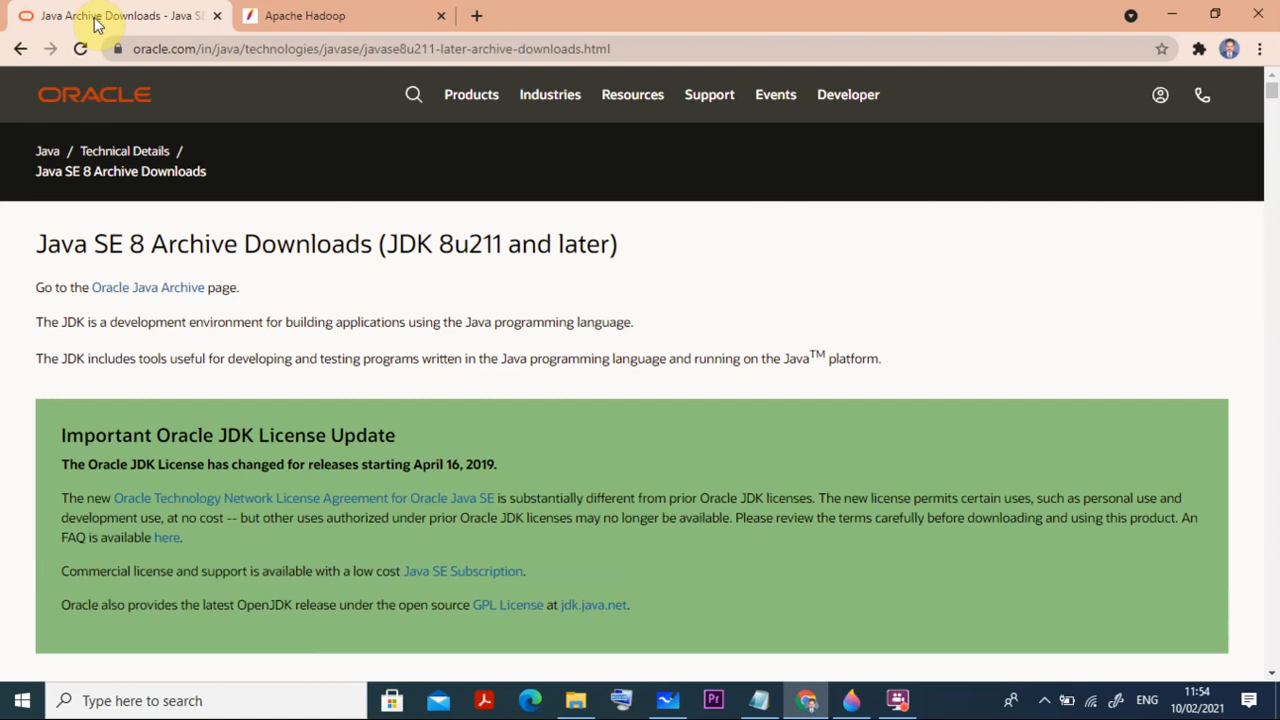 Java Archive Downloads - Java S
Apache Hadoop
oracle.com/in/java/technologies/javase/javase8u211-later-archive-downloads.html
ORACLE
Products
Industries
Resources
Support
Events
Developer
Java / Technical Details /
Java SE 8 Archive Downloads
Java SE 8 Archive Downloads (JDK 8u211 and later)
Go to the Oracle Java Archive page.
The JDK is a development environment for building applications using the Java programming language.
The JDK includes tools useful for developing and testing programs written in the Java programming language and running on the Java™ platform.
Important Oracle JDK License Update
The Oracle JDK License has changed for releases starting April 16, 2019.
The new Oracle Technology Network License Agreement for Oracle Java SE is substantially different from prior Oracle JDK licenses. The new license permits certain uses, such as personal use and
development use, at no cost -- but other uses authorized under prior Oracle JDK licenses may no longer be available. Please review the terms carefully before downloading and using this product. An
FAQ is available here.
Commercial license and support is available with a low cost Java SE Subscription.
Oracle also provides the latest OpenJDK release under the open source GPL License at jdk.java.net.
Type here to search
Pr
ENG
11:54
10/02/2021